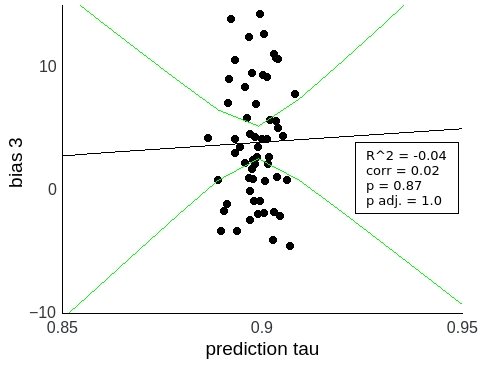 10
0
−10
bias 3
R^2 = -0.04
corr = 0.02
p = 0.87
p adj. = 1.0
0.85
0.9
0.95
prediction tau